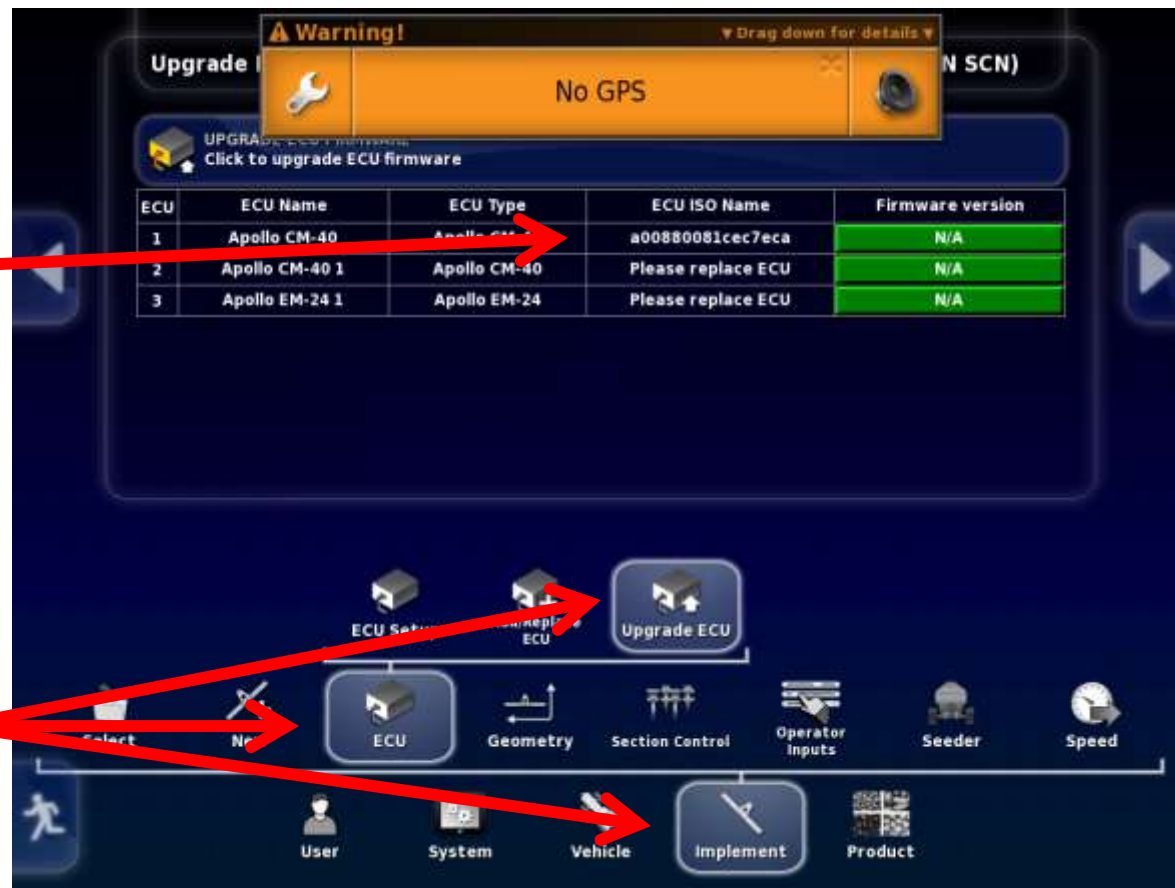 Warning!
▼ Drag down for details ▼
Upgrade
N SCN)
No GPS
Click to upgrade ECU firmware
ECU ECU Name ECU Type ECU ISO Name Firmware version
1 Apollo CM-40 a00880081cec7eca N/A
2 Apollo CM-40 1 Apollo CM-40 Please replace ECU N/A
3 Apollo EM-24 1 Apollo EM-24 Please replace ECU N/A
ECU
ECU
Upgrade ECU
ECU Geometry Section Control Operator Inputs Seeder Speed
User System Vehicle Implement Product